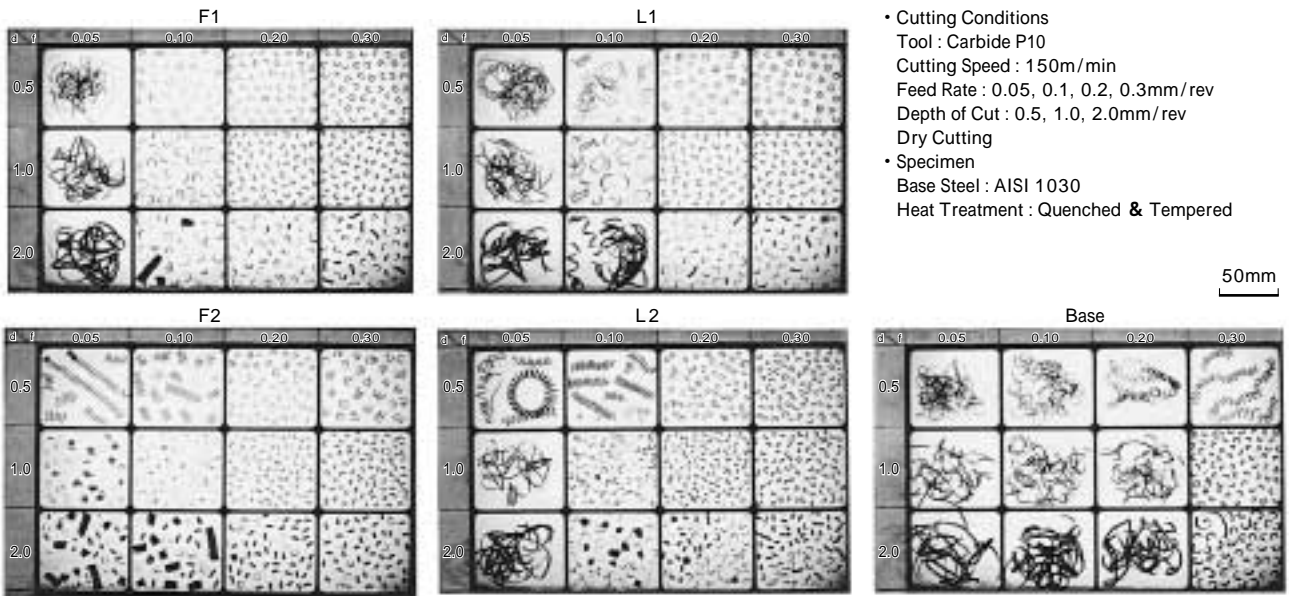 F1
d f 0.05 0.10 0.20 0.30
0.5
1.0
2.0
L1
d f 0.05 0.10 0.20 0.30
0.5
1.0
2.0
• Cutting Conditions
Tool : Carbide P10
Cutting Speed : 150m/min
Feed Rate : 0.05, 0.1, 0.2, 0.3mm/rev
Depth of Cut : 0.5, 1.0, 2.0mm/rev
Dry Cutting
• Specimen
Base Steel : AISI 1030
Heat Treatment : Quenched & Tempered
50mm
F2
d f 0.05 0.10 0.20 0.30
0.5
1.0
2.0
L2
d f 0.05 0.10 0.20 0.30
0.5
1.0
2.0
Base
d f 0.05 0.10 0.20 0.30
0.5
1.0
2.0